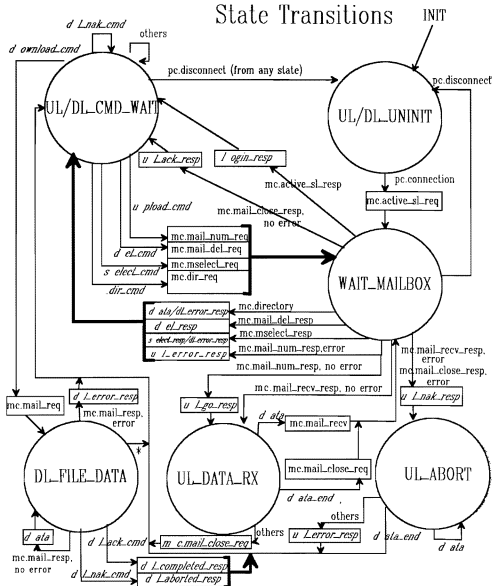 State Transitions
INIT
d l_nak_cmd
others
d ownload_cmd
pc.disconnect (from any state)
pc.disconnect
UL/DL_CMD_WAIT
UL/DL_UNINIT
u l_ack_resp
l ogin_resp
pc.connection
mc.active_sl_resp
mc.active_sl_req
mc.mail_close_resp,
no error
u pload_cmd
mc.mail_num_req
d el_cmd
mc.mail_del_req
s elect_cmd
mc.mselect_req
dir_cmd
mc.dir_req
WAIT_MAILBOX
d ata/dl_error_resp
mc.directory
d el_resp
mc.mail_del_resp
s elect_resp/dl_error_resp
mc.mselect_resp
u l_error_resp
mc.mail_num_resp,error
mc.mail_num_resp, no error
mc.mail_recv_resp,
error
mc.mail_close_resp,
error
mc.mail_recv_resp, no error
d l_error_resp
mc.mail_req
u l_go_resp
u l_nak_resp
mc.mail_resp,
error
d ata
mc.mail_recv
*
DL_FILE_DATA
UL_DATA_RX
mc.mail_close_req
UL_ABORT
d ata_end
others
others
d ata
d l_ack_cmd
m c.mail_close_req
u l_error_resp
d ata_end
d ata
mc.mail_resp,
no error
d l_nak_cmd
d l_completed_resp
d l_aborted_resp